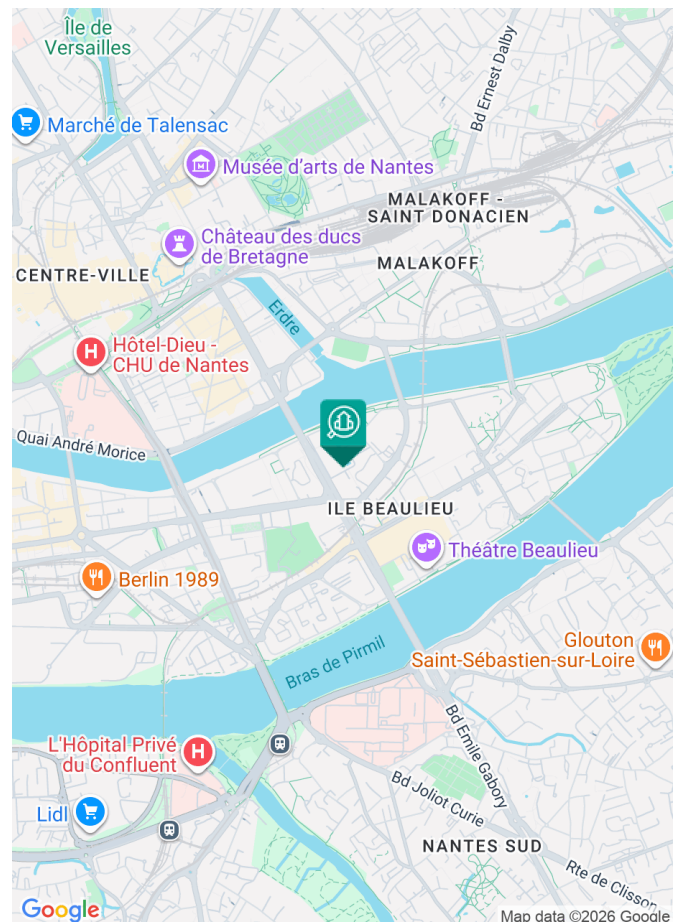 Île de
Versailles
Bd Ernest Dalby
Marché de Talensac
Musée d'arts de Nantes
MALAKOFF -
SAINT DONACIEN
Château des ducs
de Bretagne
MALAKOFF
CENTRE-VILLE
Erdre
Hôtel-Dieu -
CHU de Nantes
Quai André Morice
ILE BEAULIEU
Théâtre Beaulieu
Berlin 1989
Glouton
Saint-Sébastien-sur-Loire
Bras de Pirmil
L'Hôpital Privé
du Confluent
Bd Emile Gabory
Bd Joliot Curie
Lidl
NANTES SUD
Rte de Clisson
Google
Map data ©2026 Google